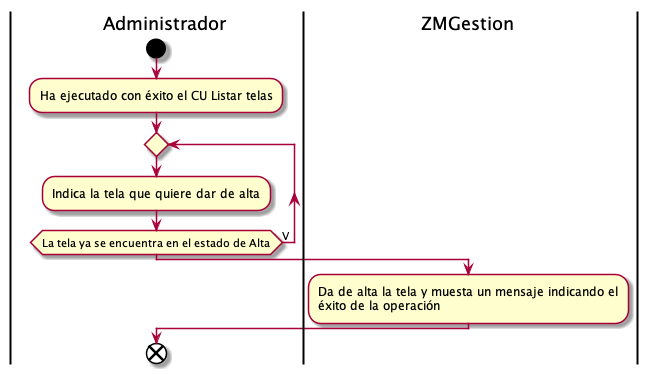 Administrador
ZMGestion
Ha ejecutado con éxito el CU Listar telas
Indica la tela que quiere dar de alta
La tela ya se encuentra en el estado de Alta
V
Da de alta la tela y muesta un mensaje indicando el
éxito de la operación